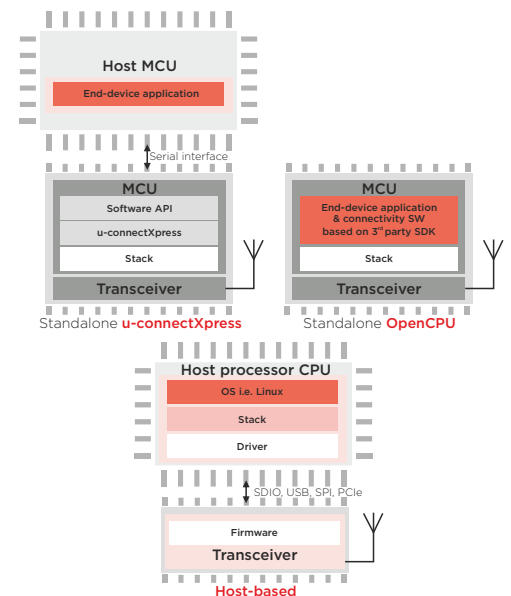 Host MCU
End-device application
Serial interface
MCU
Software API
u-connectXpress
Stack
Transceiver
Standalone u-connectXpress
MCU
End-device application
& connectivity SW
based on 3rd party SDK
Stack
Transceiver
Standalone OpenCPU
Host processor CPU
OS i.e. Linux
Stack
Driver
SDIO, USB, SPI, PCIe
Firmware
Transceiver
Host-based